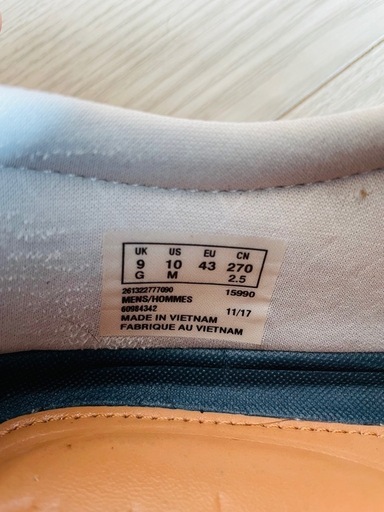 UK US EU CN
9 10 43 270
G M 2.5
261322777090 15990
MENS/HOMMES
60984342 11/17
MADE IN VIETNAM
FABRIQUE AU VIETNAM